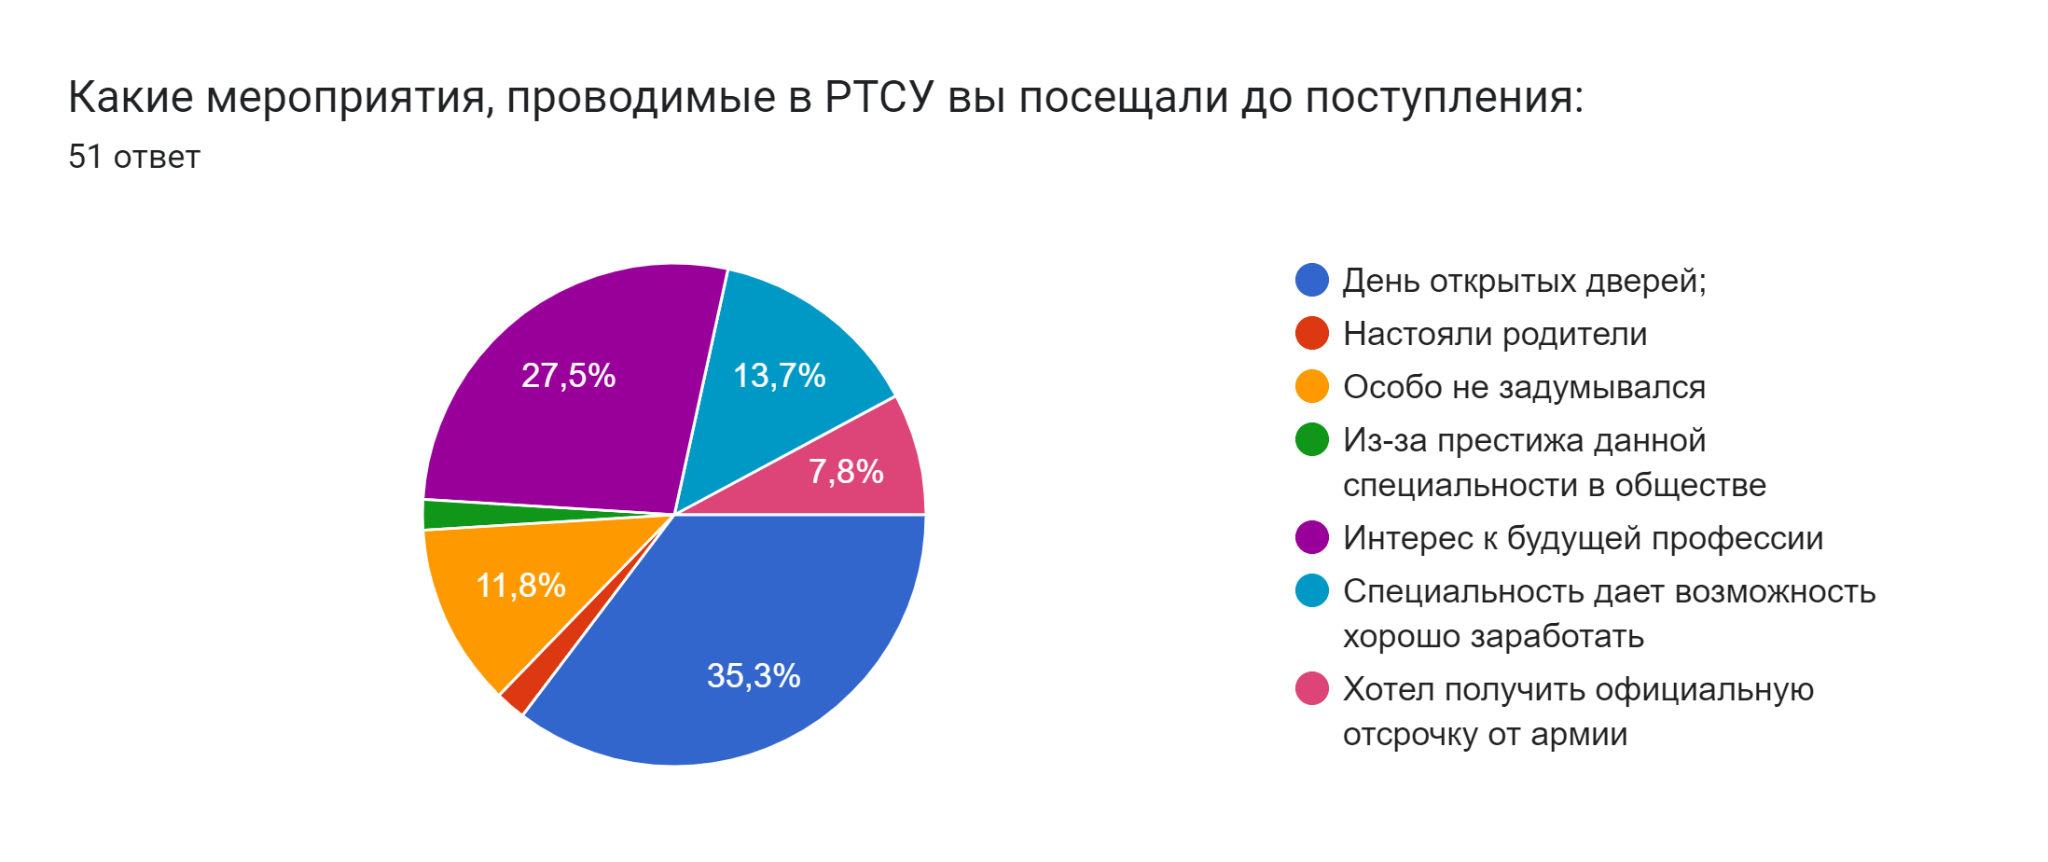 Какие мероприятия, проводимые в РТСУ вы посещали до поступления:
51 ответ
27,5%
13,7%
7,8%
11,8%
35,3%
День открытых дверей;
Настояли родители
Особо не задумывался
Из-за престижа данной
специальности в обществе
Интерес к будущей профессии
Специальность дает возможность
хорошо заработать
Хотел получить официальную
отсрочку от армии